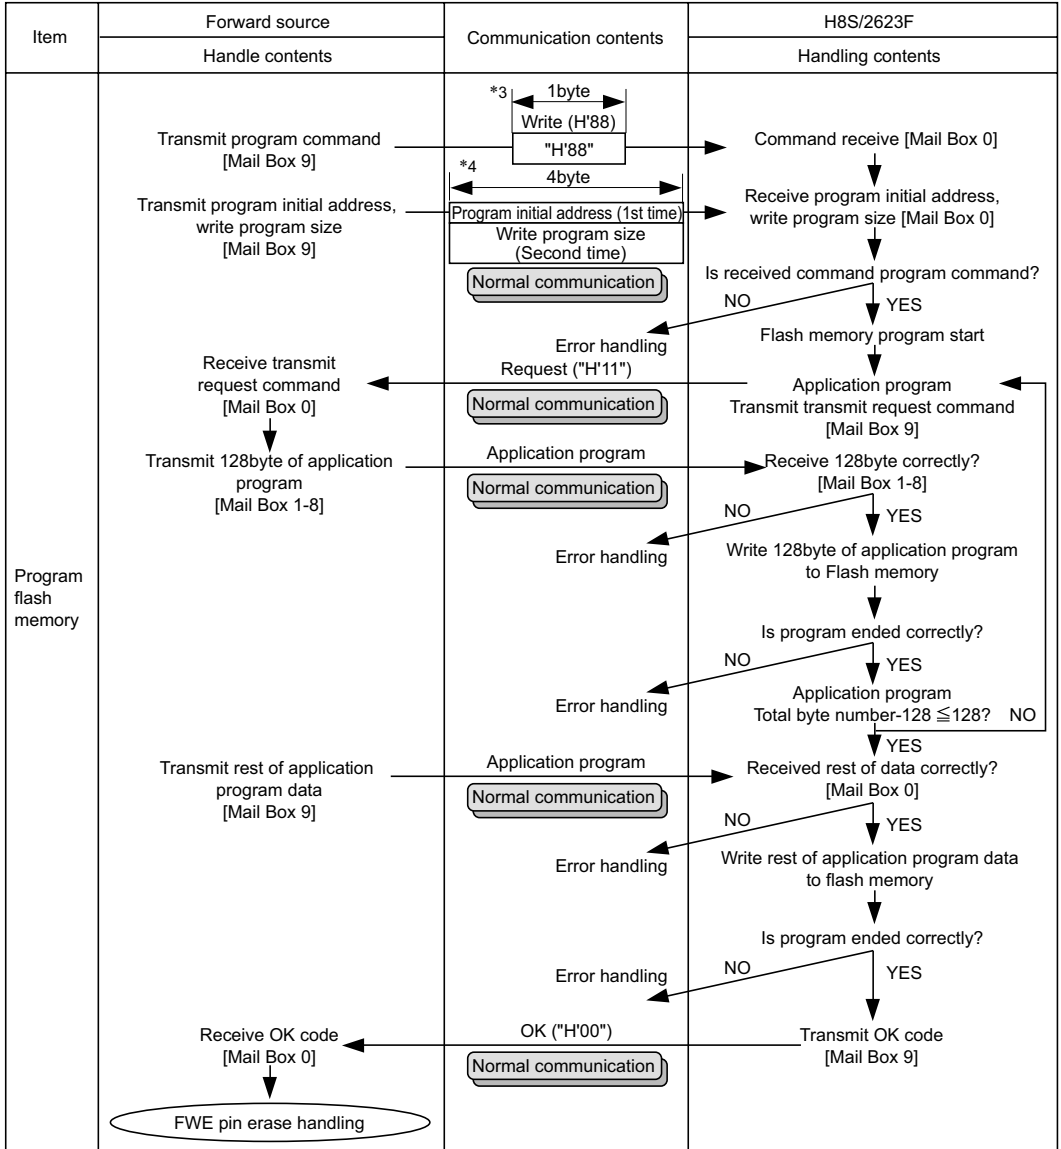 Item
Forward source
Communication contents
H8S/2623F
Handle contents
Handling contents
Program
flash
memory
*3
1byte
Write (H'88)
Transmit program command
[Mail Box 9]
"H'88"
Command receive [Mail Box 0]
*4
4byte
Transmit program initial address,
write program size
[Mail Box 9]
Program initial address (1st time)
Write program size
(Second time)
Receive program initial address,
write program size [Mail Box 0]
Normal communication
Is received command program command?
NO
YES
Error handling
Flash memory program start
Receive transmit
request command
[Mail Box 0]
Request ("H'11")
Normal communication
Application program
Transmit transmit request command
[Mail Box 9]
Transmit 128byte of application
program
[Mail Box 1-8]
Application program
Normal communication
Receive 128byte correctly?
[Mail Box 1-8]
NO
YES
Error handling
Write 128byte of application program
to Flash memory
Is program ended correctly?
NO
YES
Error handling
Application program
Total byte number-128 ≦128? NO
YES
Transmit rest of application
program data
[Mail Box 9]
Application program
Normal communication
Received rest of data correctly?
[Mail Box 0]
NO
YES
Error handling
Write rest of application program data
to flash memory
Is program ended correctly?
NO
YES
Error handling
Receive OK code
[Mail Box 0]
OK ("H'00")
Normal communication
Transmit OK code
[Mail Box 9]
FWE pin erase handling